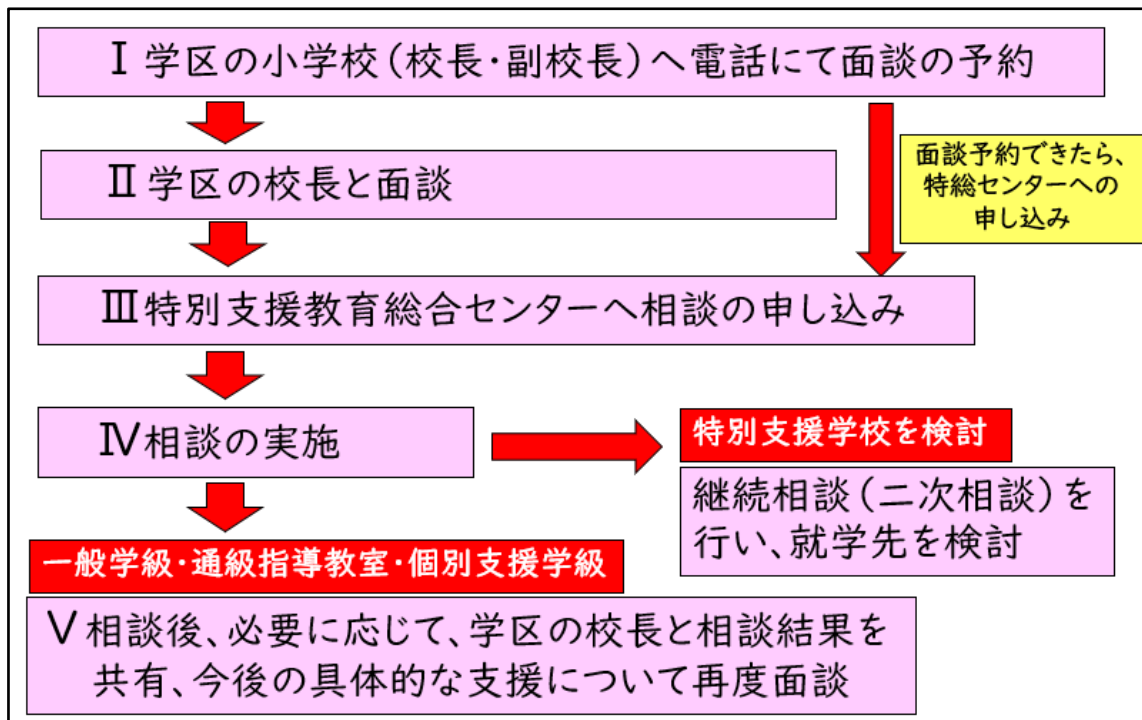 Ⅰ 学区の小学校(校長・副校長)へ電話にて面談の予約
Ⅱ 学区の校長と面談
面談予約できたら、
特総センターへの
申し込み
Ⅲ特別支援教育総合センターへ相談の申し込み
Ⅳ相談の実施
特別支援学校を検討
継続相談(二次相談)を
行い、就学先を検討
一般学級・通級指導教室・個別支援学級
Ⅴ 相談後、必要に応じて、学区の校長と相談結果を
共有、今後の具体的な支援について再度面談